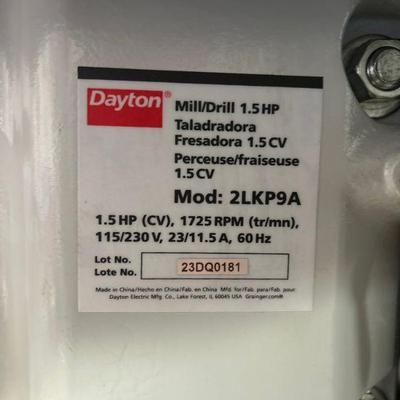 Dayton®
Mill/Drill 1.5 HP
Taladradora
Fresadora 1.5 CV
Perceuse/fraiseuse
1.5 CV
Mod: 2LKP9A
1.5 HP (CV), 1725 RPM (tr/mn),
115/230 V, 23/11.5 A, 60 Hz
Lot No.
Lote No.
23DQ0181
Made in China/Hecho en China/Fab. en China Mfd. for/Fab. para/Fab. pour:
Dayton Electric Mfg. Co., Lake Forest, IL 60045 USA Grainger.com®